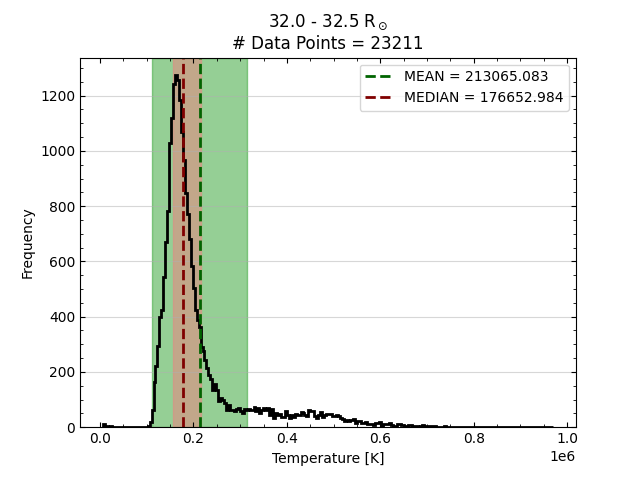 32.0 - 32.5 R⊙
# Data Points = 23211
MEAN = 213065.083
MEDIAN = 176652.984
Frequency
1200
1000
800
600
400
200
0
0.0 0.2 0.4 0.6 0.8 1.0
1e6
Temperature [K]